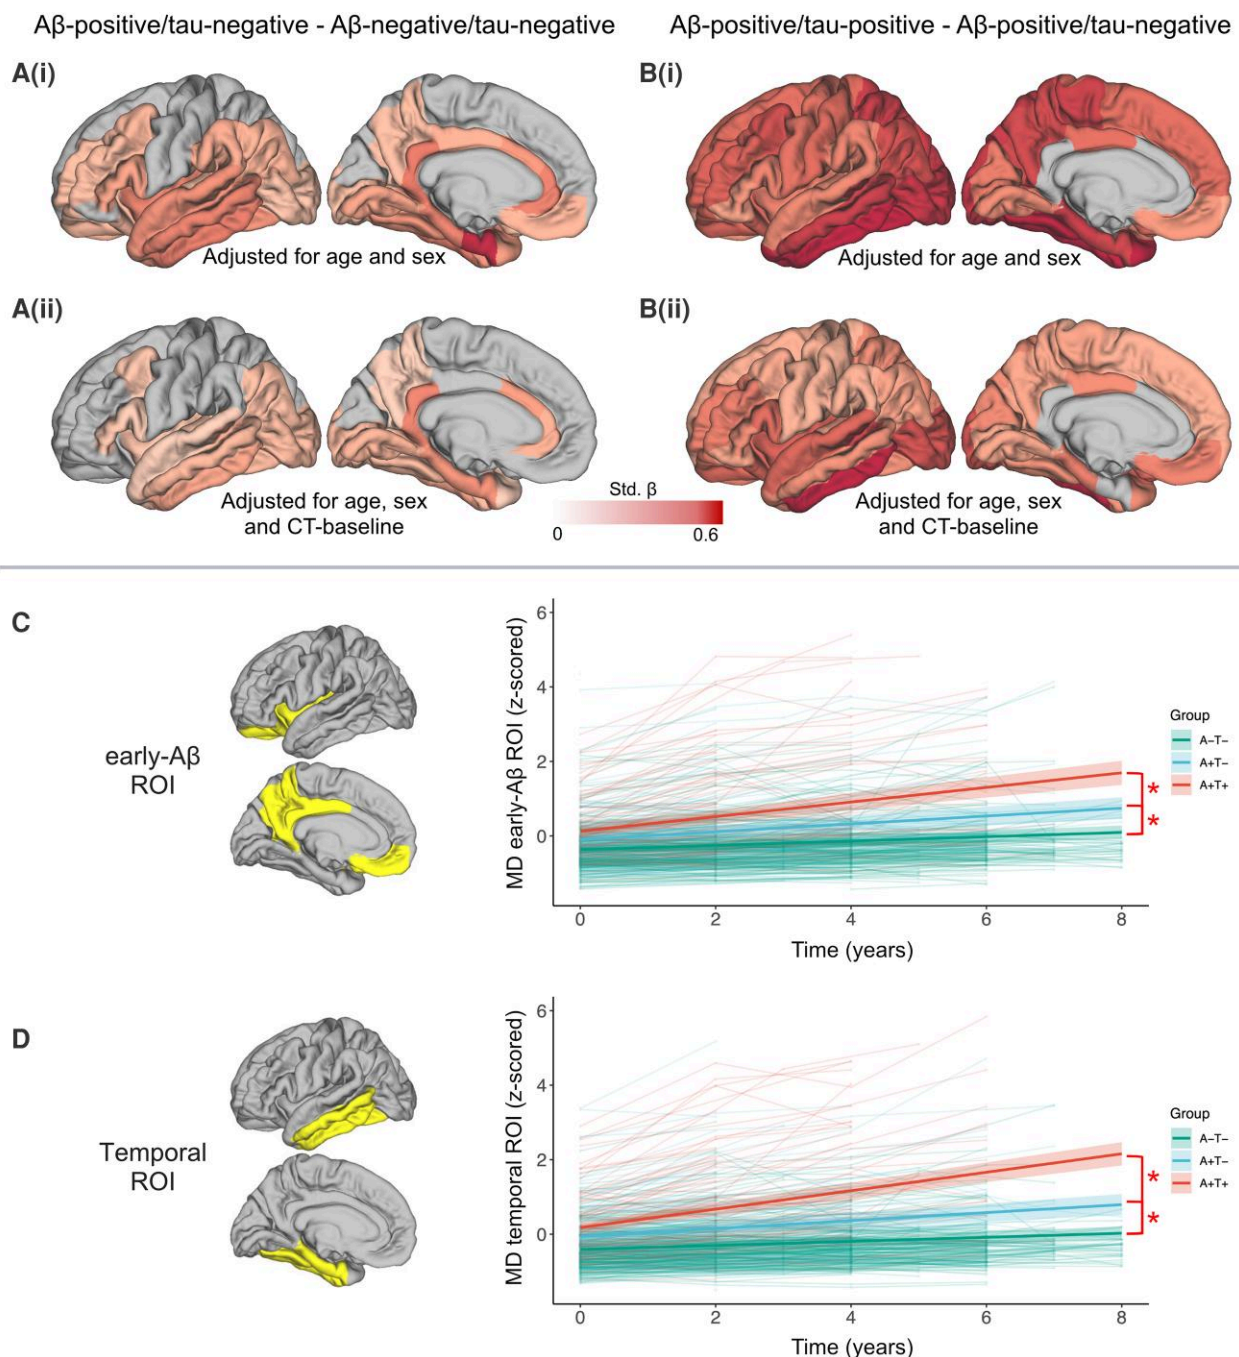 Aβ-positive/tau-negative - Aβ-negative/tau-negative
Aβ-positive/tau-positive - Aβ-positive/tau-negative
A(i)
B(i)
Adjusted for age and sex
Adjusted for age and sex
A(ii)
B(ii)
Adjusted for age, sex
and CT-baseline
Std. β
0
0.6
Adjusted for age, sex
and CT-baseline
C
early-Aβ
ROI
MD early-Aβ ROI (z-scored)
6
4
2
0
0
2
4
6
8
Time (years)
*
*
Group
A−T−
A+T−
A+T+
D
Temporal
ROI
MD temporal ROI (z-scored)
6
4
2
0
0
2
4
6
8
Time (years)
*
*
Group
A−T−
A+T−
A+T+